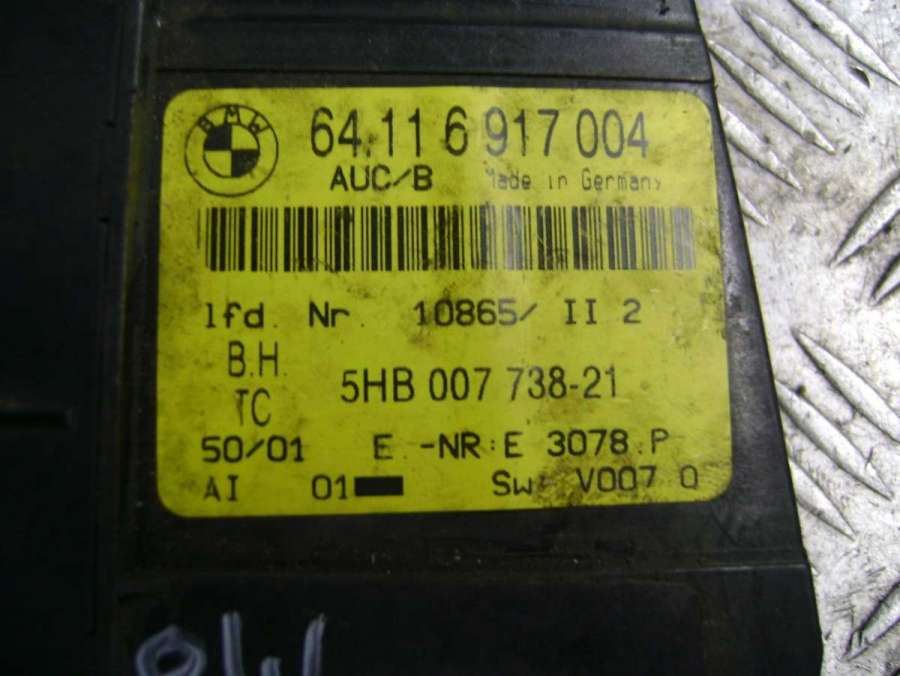 BMW
64.11 6 917 004
AUC/B Made in Germany
lfd. Nr. 10865/ II 2
B.H.
TC
5HB 007 738-21
50/01 E.-NR:E 3078.P
AI 01 Sw: V007 0